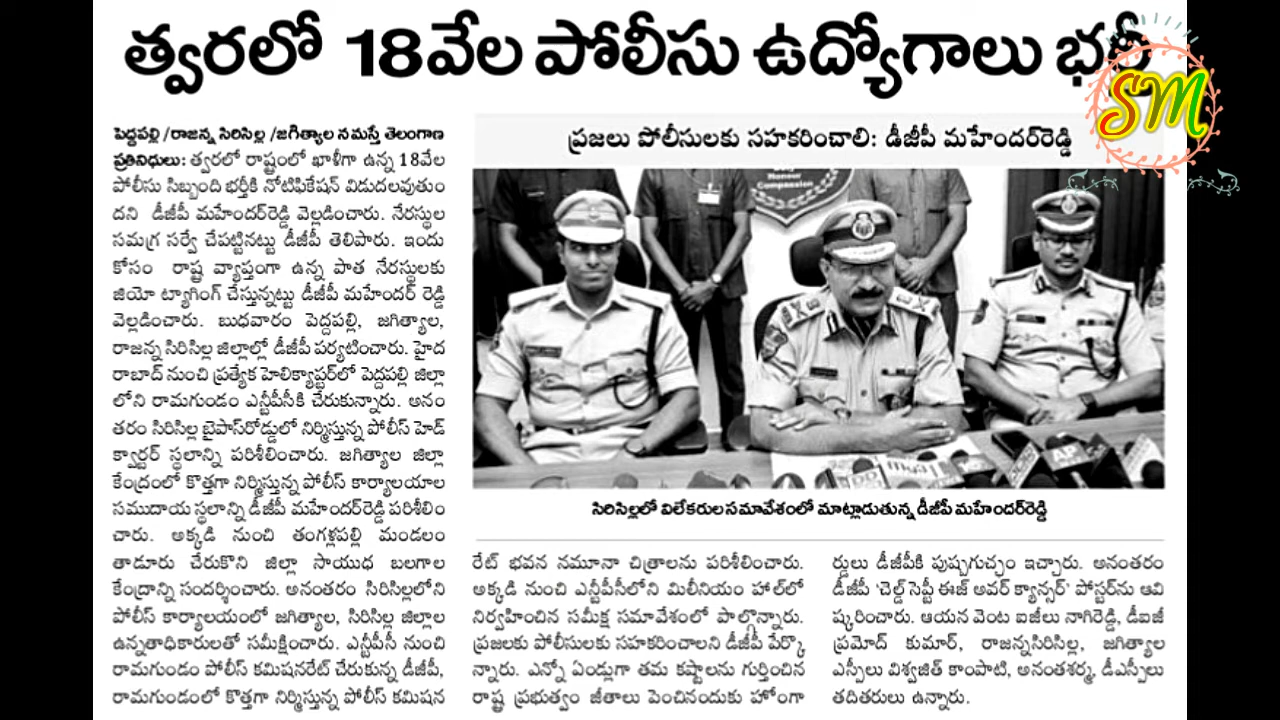 త్వరలో 18వేల పోలీసు ఉద్యోగాలు భర్తీ
SM
పెద్దపల్లి /రాజన్న సిరిసిల్ల /జగిత్యాల నమస్తే తెలంగాణ
ప్రతినిధులు: త్వరలో రాష్ట్రంలో ఖాళీగా ఉన్న 18వేల
పోలీసు సిబ్బంది భర్తీకి నోటిఫికేషన్ విడుదలవుతుం
దని డీజీపీ మహేందర్‌రెడ్డి వెల్లడించారు. నేరస్థుల
సమగ్ర సర్వే చేపట్టినట్టు డీజీపీ తెలిపారు. ఇందు
కోసం రాష్ట్ర వ్యాప్తంగా ఉన్న పాత నేరస్థులకు
జియో ట్యాగింగ్ చేస్తున్నట్టు డీజీపీ మహేందర్ రెడ్డి
వెల్లడించారు. బుధవారం పెద్దపల్లి, జగిత్యాల,
రాజన్న సిరిసిల్ల జిల్లాల్లో డీజీపీ పర్యటించారు. హైద
రాబాద్ నుంచి ప్రత్యేక హెలిక్యాప్టర్‌లో పెద్దపల్లి జిల్లా
లోని రామగుండం ఎన్టీపీసీకి చేరుకున్నారు. అనం
తరం సిరిసిల్ల బైపాస్‌రోడ్డులో నిర్మిస్తున్న పోలీస్ హెడ్
క్వార్టర్ స్థలాన్ని పరిశీలించారు. జగిత్యాల జిల్లా
కేంద్రంలో కొత్తగా నిర్మిస్తున్న పోలీస్ కార్యాలయాల
సముదాయ స్థలాన్ని డీజీపీ మహేందర్‌రెడ్డి పరిశీలిం
చారు. అక్కడి నుంచి తంగళ్లపల్లి మండలం
తాడూరు చేరుకొని జిల్లా సాయుధ బలగాల
కేంద్రాన్ని సందర్శించారు. అనంతరం సిరిసిల్లలోని
పోలీస్ కార్యాలయంలో జగిత్యాల, సిరిసిల్ల జిల్లాల
ఉన్నతాధికారులతో సమీక్షించారు. ఎన్టీపీసీ నుంచి
రామగుండం పోలీస్ కమిషనరేట్ చేరుకున్న డీజీపీ,
రామగుండంలో కొత్తగా నిర్మిస్తున్న పోలీస్ కమిషన
ప్రజలు పోలీసులకు సహకరించాలి: డీజీపీ మహేందర్‌రెడ్డి
Honour
Compassion
AP
సిరిసిల్లలో విలేకరుల సమావేశంలో మాట్లాడుతున్న డీజీపీ మహేందర్‌రెడ్డి
రేట్ భవన నమూనా చిత్రాలను పరిశీలించారు.
అక్కడి నుంచి ఎన్టీపీసీలోని మిలీనియం హాల్‌లో
నిర్వహించిన సమీక్ష సమావేశంలో పాల్గొన్నారు.
ప్రజలకు పోలీసులకు సహకరించాలని డీజీపీ పేర్కొ
న్నారు. ఎన్నో ఏండ్లుగా తమ కష్టాలను గుర్తించిన
రాష్ట్ర ప్రభుత్వం జీతాలు పెంచినందుకు హోంగా
ర్డులు డీజీపీకి పుష్పగుచ్ఛం ఇచ్చారు. అనంతరం
డీజీపీ 'చైల్డ్ సెఫ్టీ ఈజ్ అవర్ క్యాన్సర్' పోస్టర్‌ను ఆవి
ష్కరించారు. ఆయన వెంట ఐజీలు నాగిరెడ్డి, డీఐజీ
ప్రమోద్ కుమార్, రాజన్నసిరిసిల్ల, జగిత్యాల
ఎస్పీలు విశ్వజిత్ కాంపాటి, అనంతశర్మ, డీఎస్పీలు
తదితరులు ఉన్నారు.